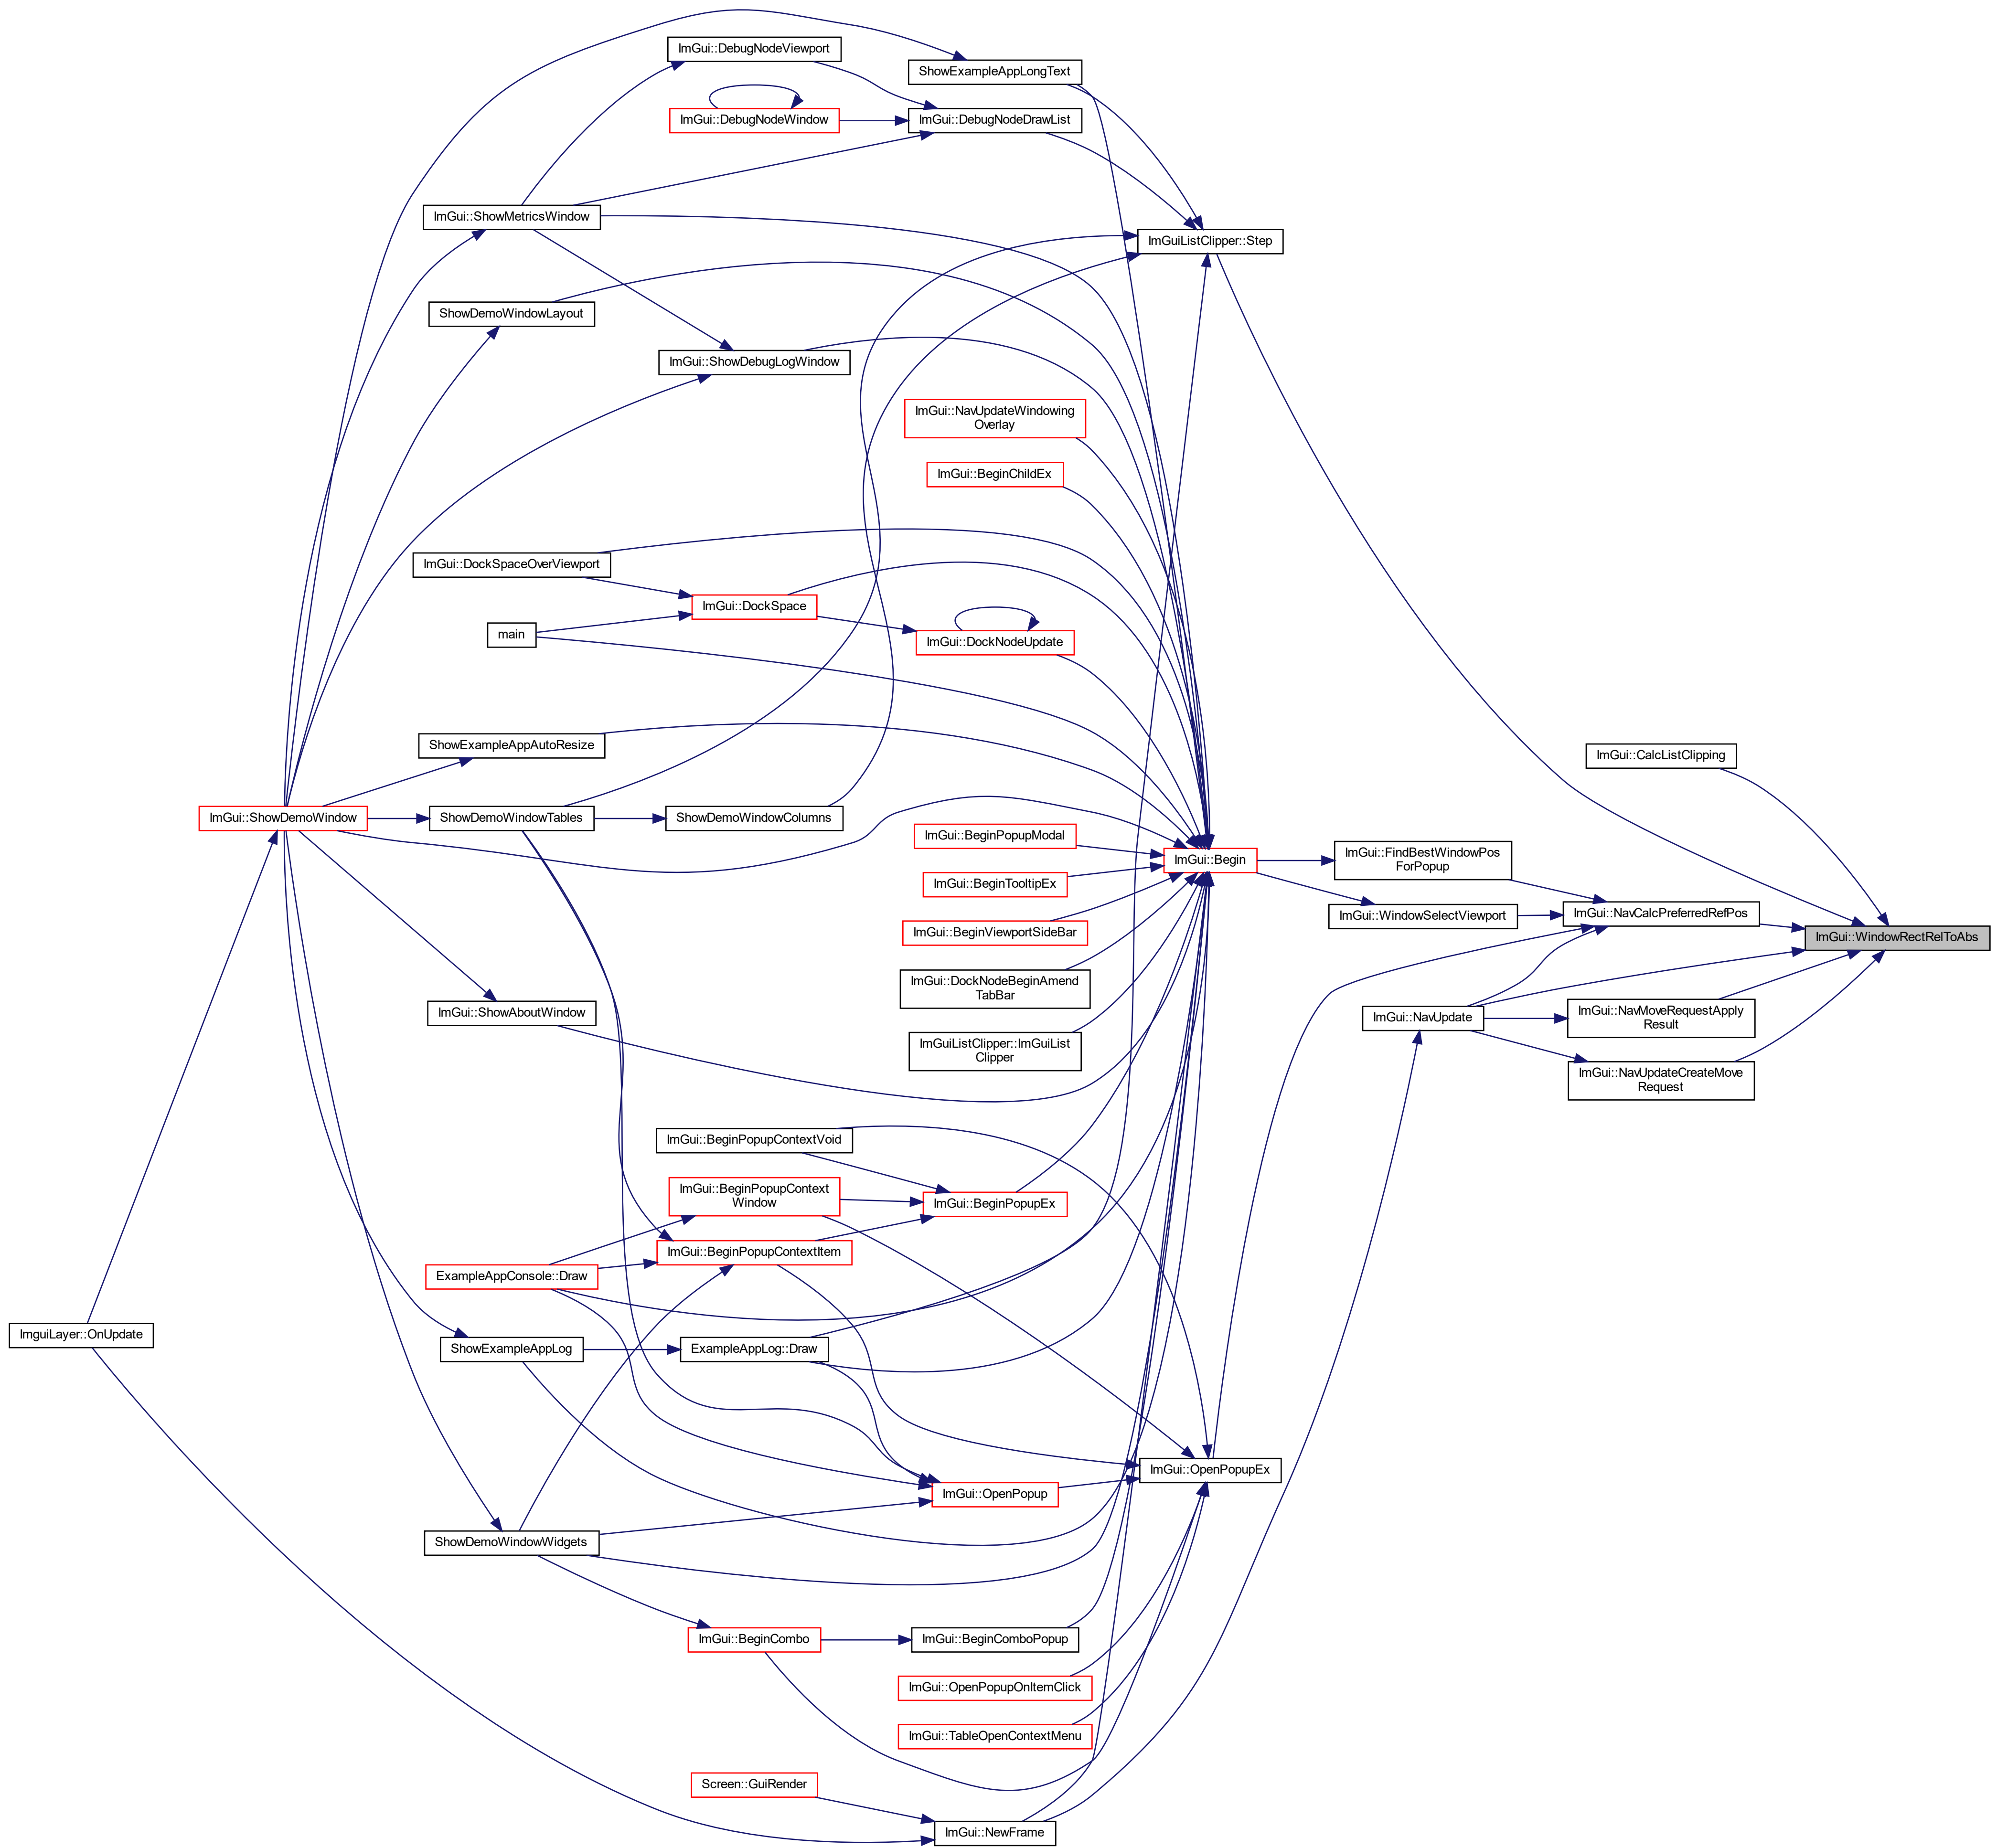 ImGui::DebugNodeViewport
ShowExampleAppLongText
ImGui::DebugNodeWindow
ImGui::DebugNodeDrawList
ImGui::ShowMetricsWindow
ImGuiListClipper::Step
ShowDemoWindowLayout
ImGui::ShowDebugLogWindow
ImGui::NavUpdateWindowing
Overlay
ImGui::BeginChildEx
ImGui::DockSpaceOverViewport
ImGui::DockSpace
main
ImGui::DockNodeUpdate
ShowExampleAppAutoResize
ImGui::CalcListClipping
ImGui::ShowDemoWindow
ShowDemoWindowTables
ShowDemoWindowColumns
ImGui::BeginPopupModal
ImGui::Begin
ImGui::FindBestWindowPos
ForPopup
ImGui::BeginTooltipEx
ImGui::WindowSelectViewport
ImGui::NavCalcPreferredRefPos
ImGui::BeginViewportSideBar
ImGui::WindowRectRelToAbs
ImGui::DockNodeBeginAmend
TabBar
ImGui::ShowAboutWindow
ImGui::NavUpdate
ImGui::NavMoveRequestApply
Result
ImGuiListClipper::ImGuiList
Clipper
ImGui::NavUpdateCreateMove
Request
ImGui::BeginPopupContextVoid
ImGui::BeginPopupContext
Window
ImGui::BeginPopupEx
ImGui::BeginPopupContextItem
ExampleAppConsole::Draw
ImguiLayer::OnUpdate
ShowExampleAppLog
ExampleAppLog::Draw
ImGui::OpenPopupEx
ImGui::OpenPopup
ShowDemoWindowWidgets
ImGui::BeginCombo
ImGui::BeginComboPopup
ImGui::OpenPopupOnItemClick
ImGui::TableOpenContextMenu
Screen::GuiRender
ImGui::NewFrame